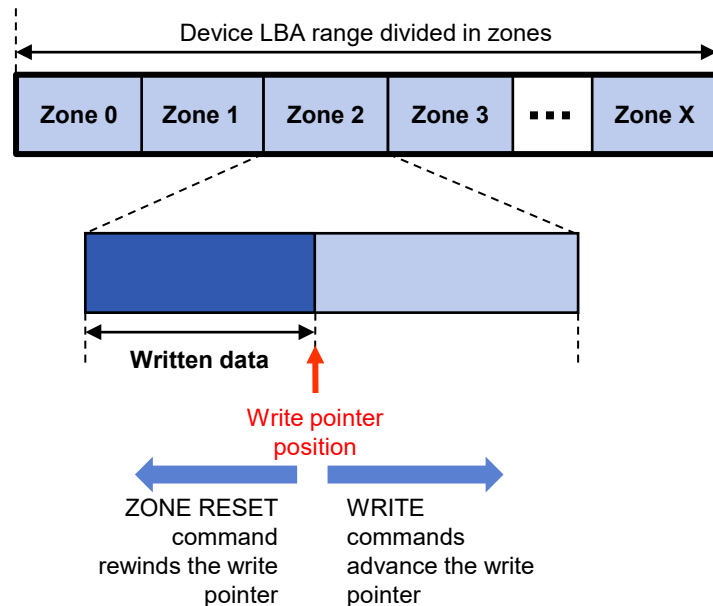 Device LBA range divided in zones
Zone 0 Zone 1 Zone 2 Zone 3 ... Zone X
Written data
Write pointer
position
ZONE RESET
command
rewinds the write
pointer
WRITE
commands
advance the write
pointer